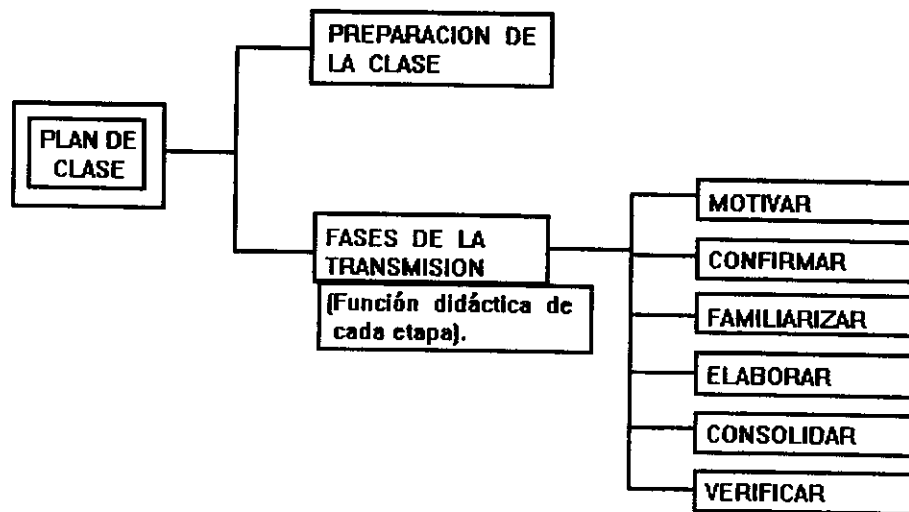 PLAN DE
CLASE
PREPARACION DE
LA CLASE
FASES DE LA
TRANSMISION
(Función didáctica de
cada etapa).
MOTIVAR
CONFIRMAR
FAMILIARIZAR
ELABORAR
CONSOLIDAR
VERIFICAR